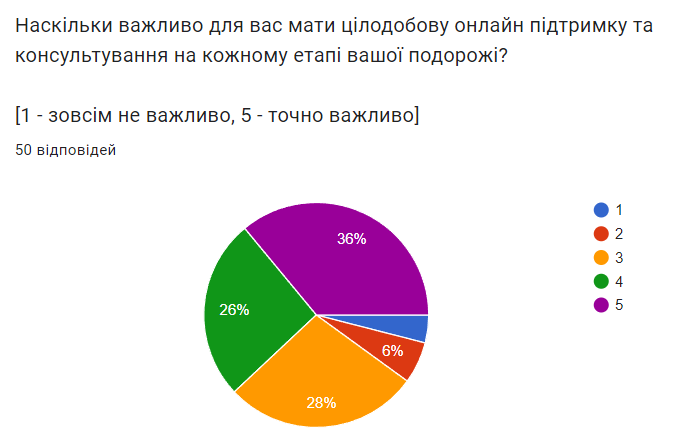 Наскільки важливо для вас мати цілодобову онлайн підтримку та
консультування на кожному етапі вашої подорожі?
[1 - зовсім не важливо, 5 - точно важливо]
50 відповідей
1
2
3
4
5
36%
26%
6%
28%